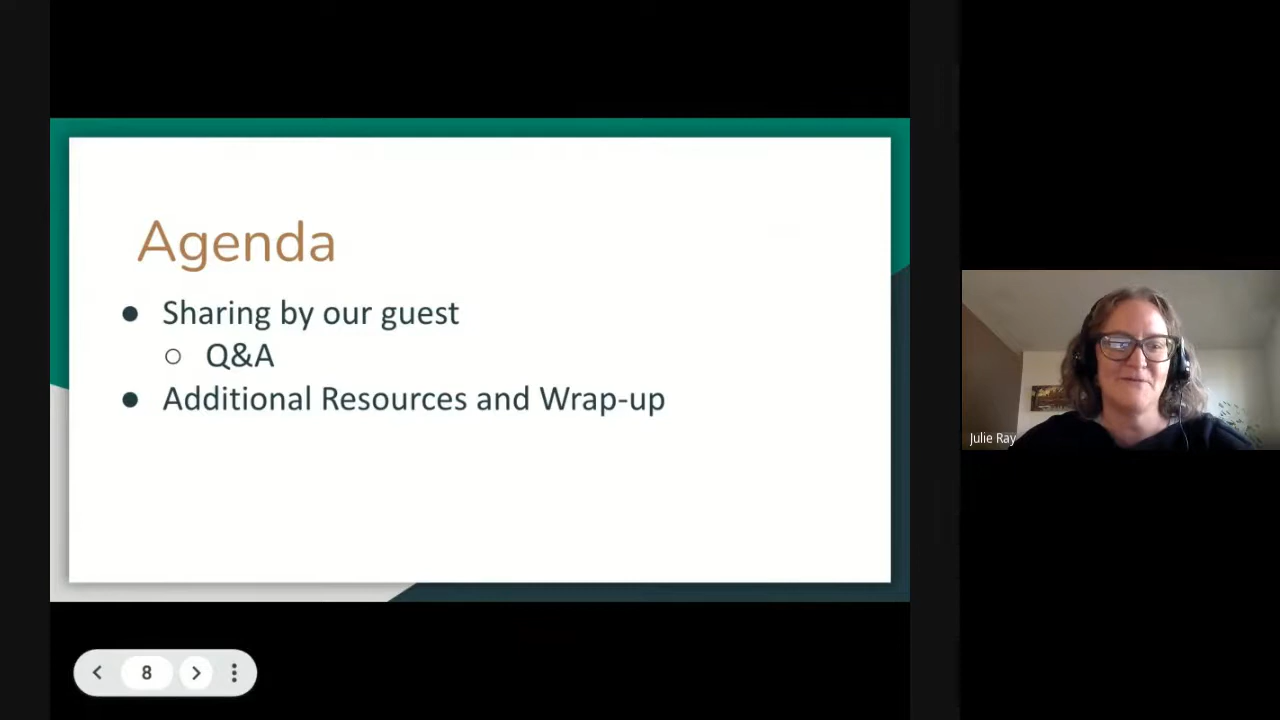 Agenda
● Sharing by our guest
○ Q&A
● Additional Resources and Wrap-up
Julie Ray
8